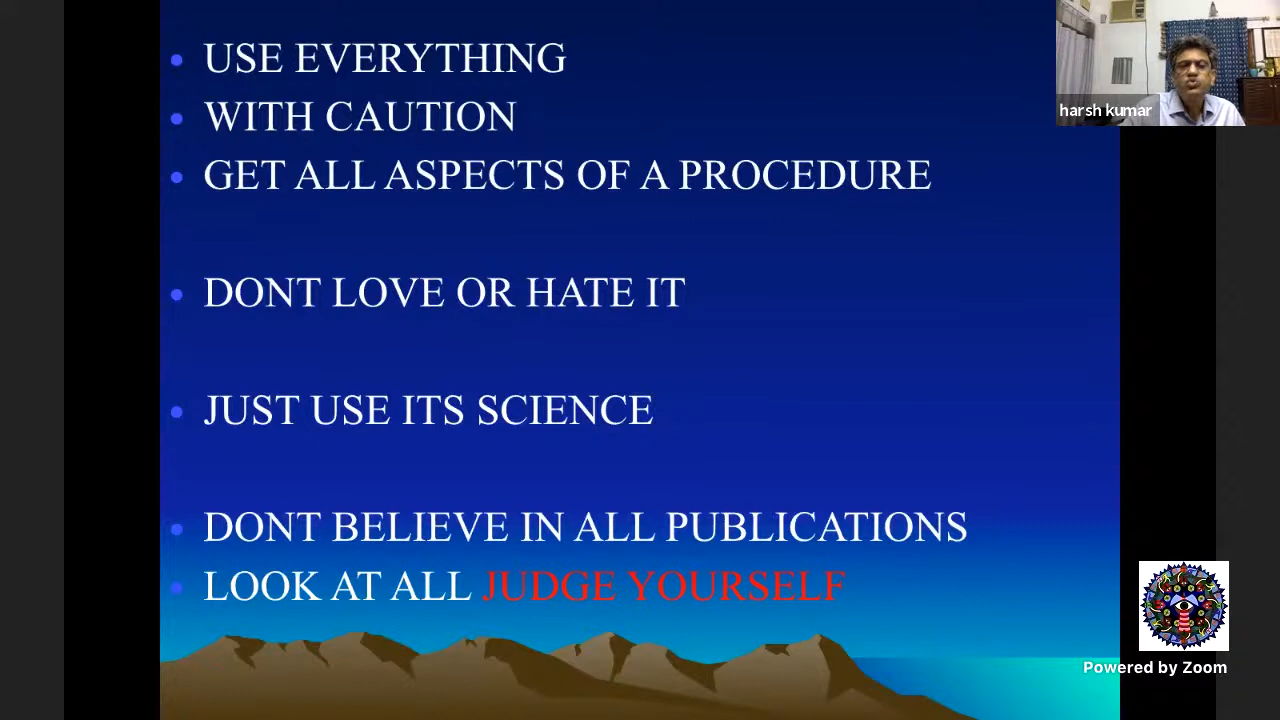 USE EVERYTHING
WITH CAUTION
GET ALL ASPECTS OF A PROCEDURE
DONT LOVE OR HATE IT
JUST USE ITS SCIENCE
DONT BELIEVE IN ALL PUBLICATIONS
LOOK AT ALL JUDGE YOURSELF
harsh kumar
Powered by Zoom